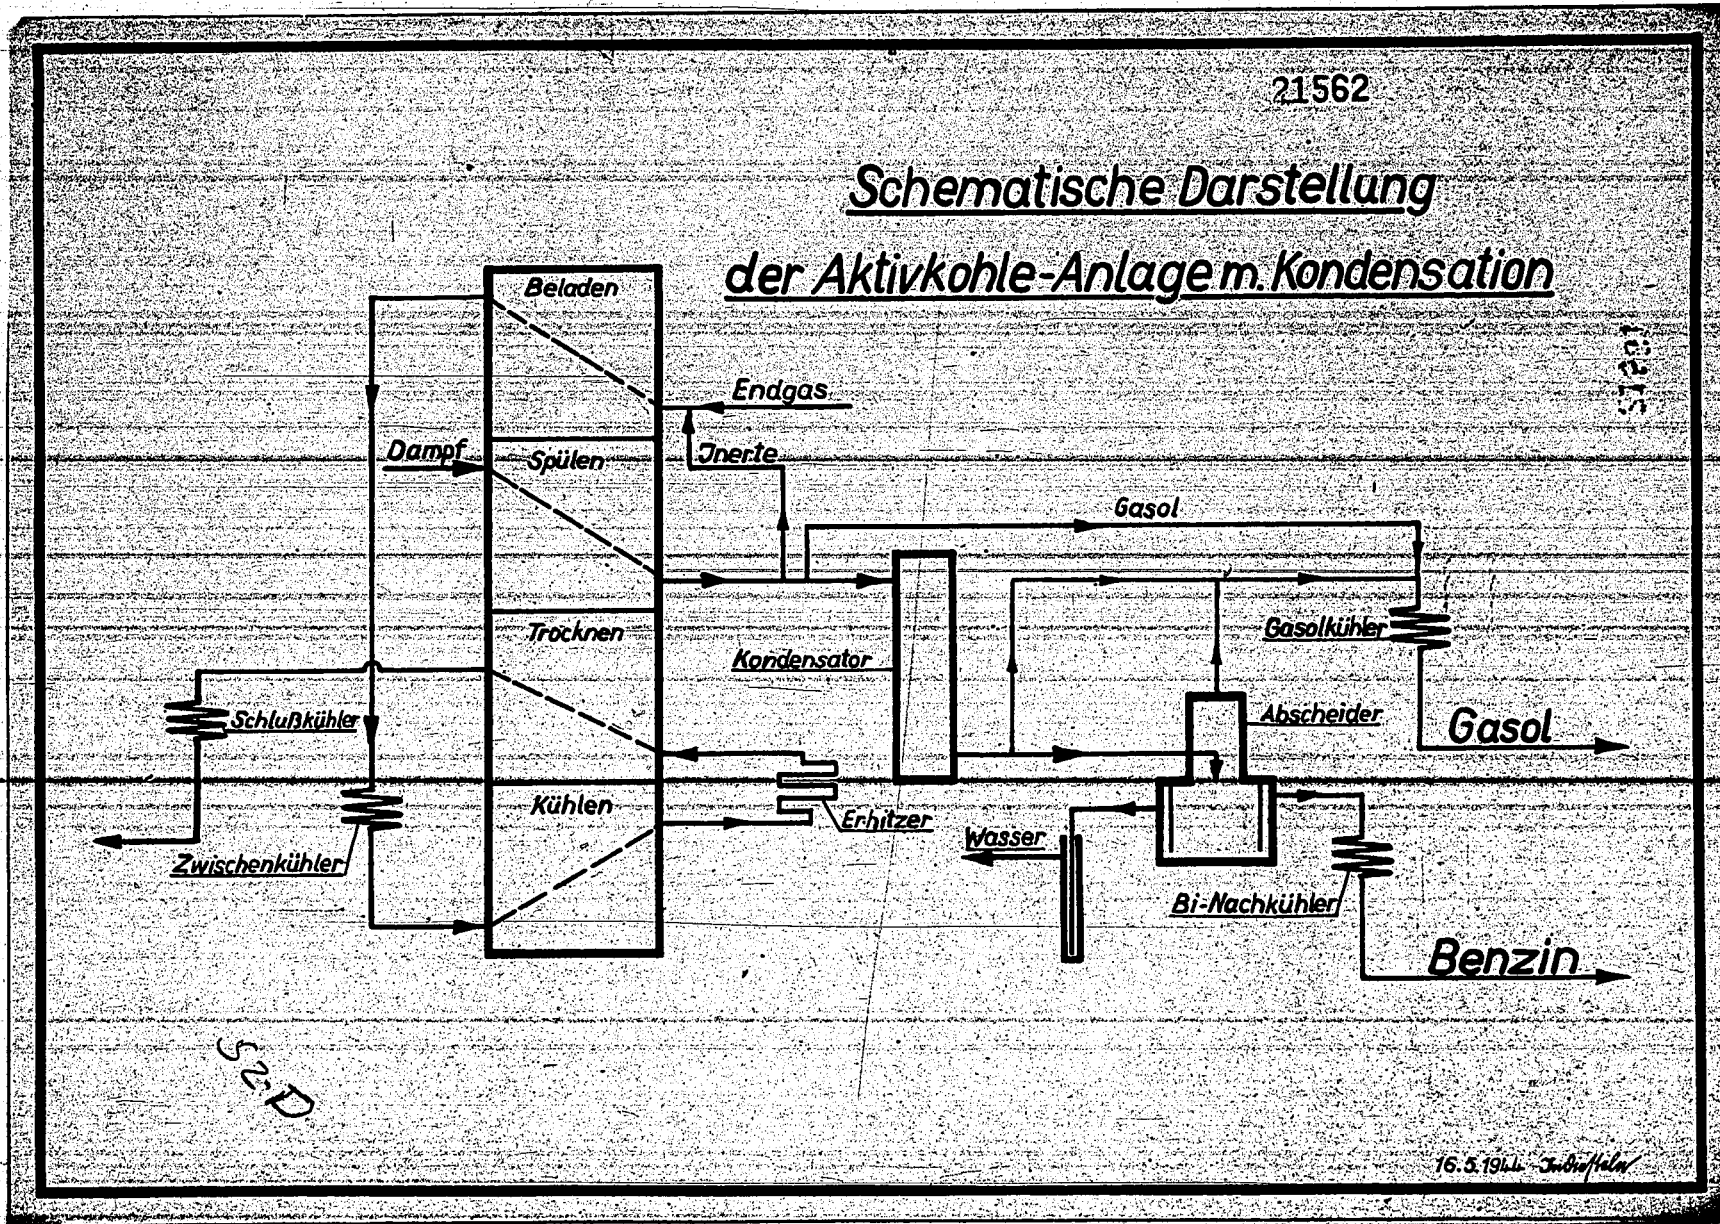 21562
Schematische Darstellung
der Aktivkohle-Anlage m. Kondensation
Beladen
Endgas
Dampf
Spülen
Inerte
Gasol
Trocknen
Gasolkühler
Kondensator
Schlußkühler
Abscheider
Gasol
Kühlen
Erhitzer
Wasser
Zwischenkühler
Bi-Nachkühler
Benzin
16.5.1944